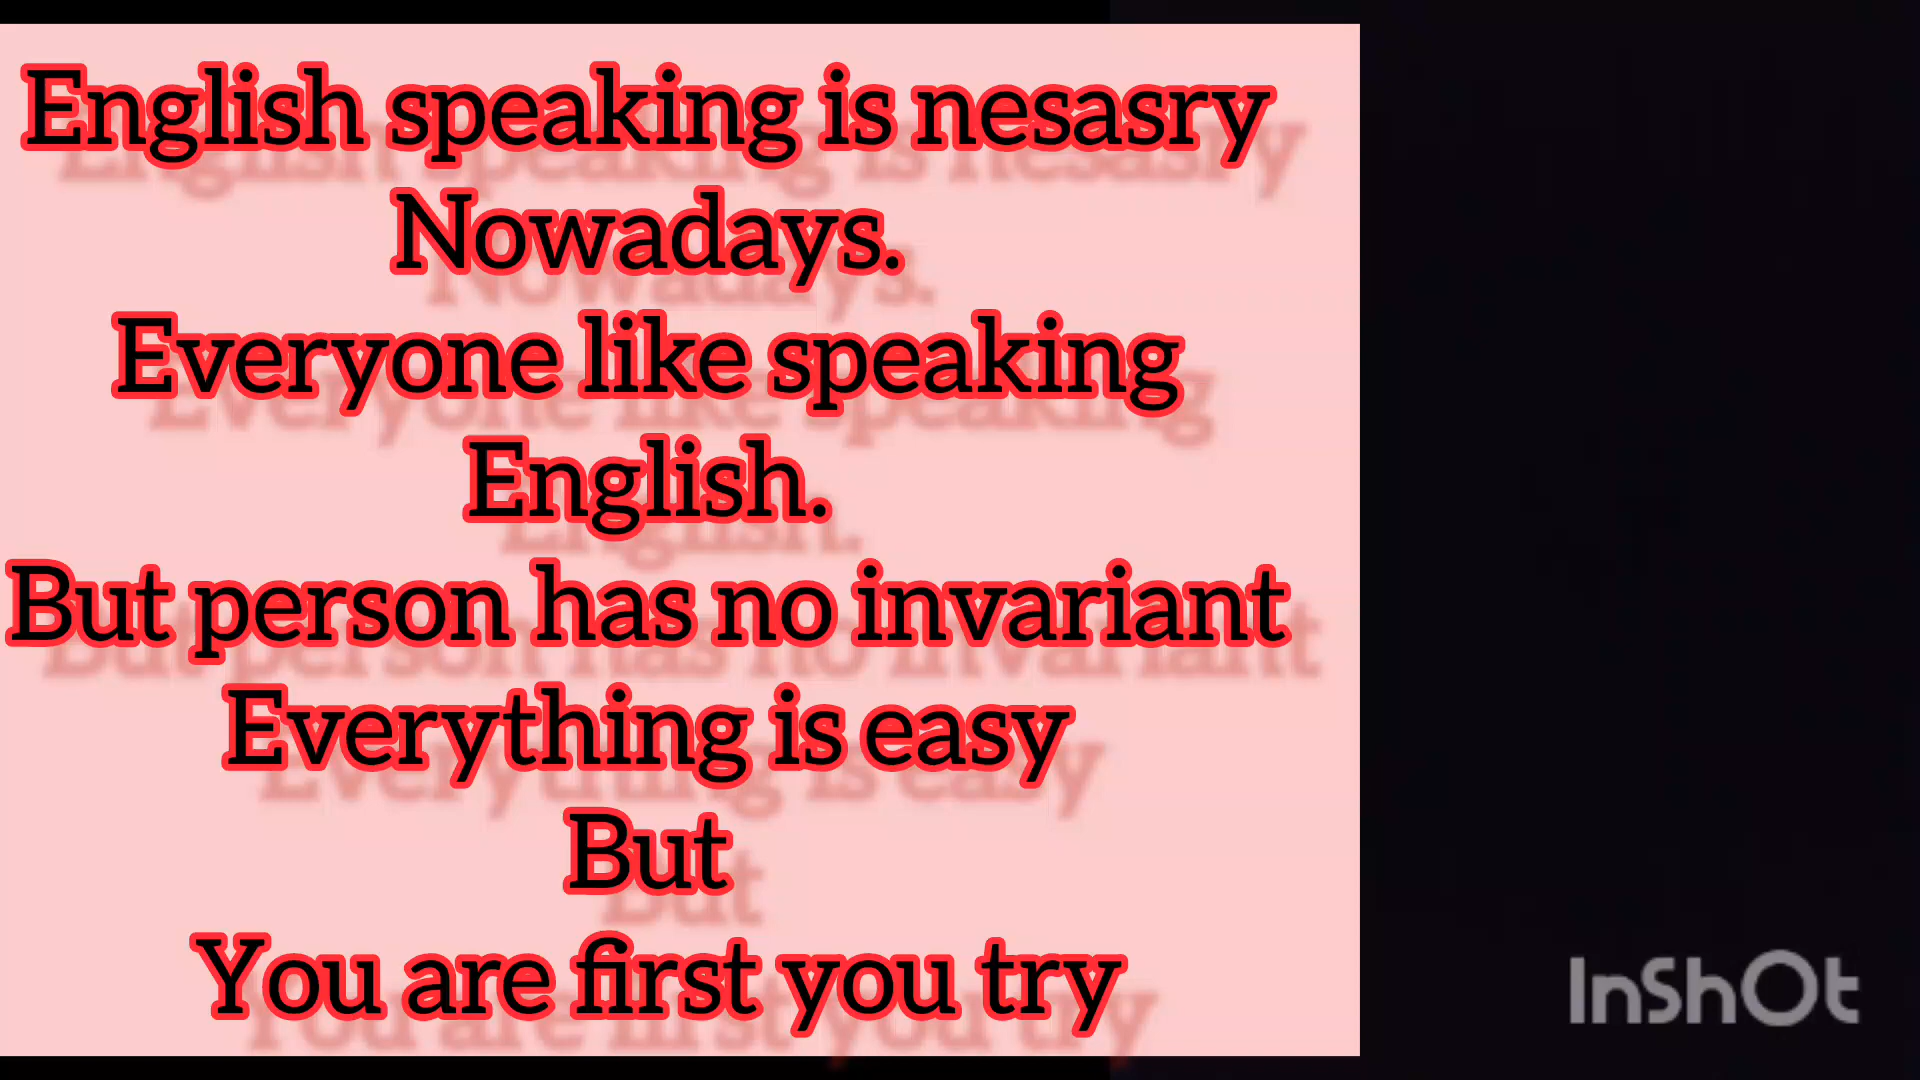 English speaking is nesasry
Nowadays.
Everyone like speaking
English.
But person has no invariant
Everything is easy
But
You are first you try
InShOt